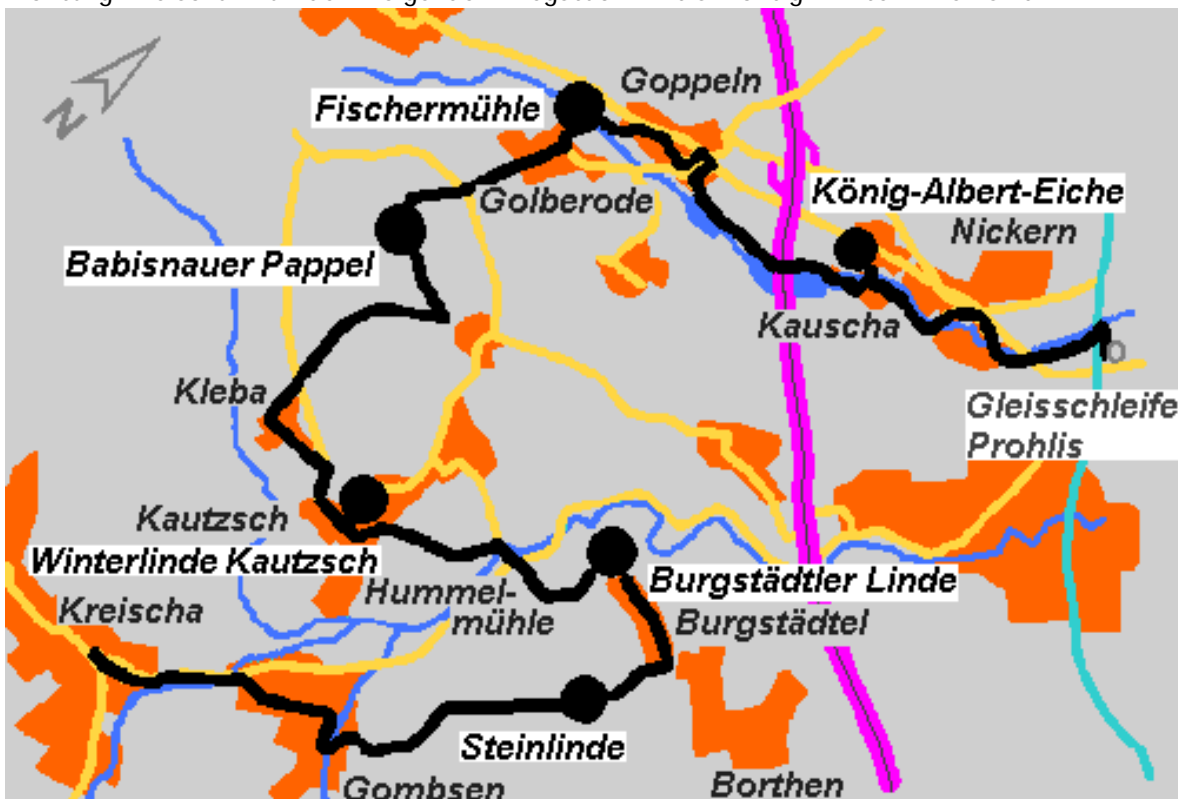 Goppeln
Fischermühle
N
König-Albert-Eiche
Golberode
Nickern
Babisnauer Pappel
Kauscha
Kleba
Gleisschleife
Prohlis
Kautzsch
Winterlinde Kautzsch
Burgstädtler Linde
Kreischa
Hummel-
mühle
Burgstädtel
Steinlinde
Gombsen
Borthen